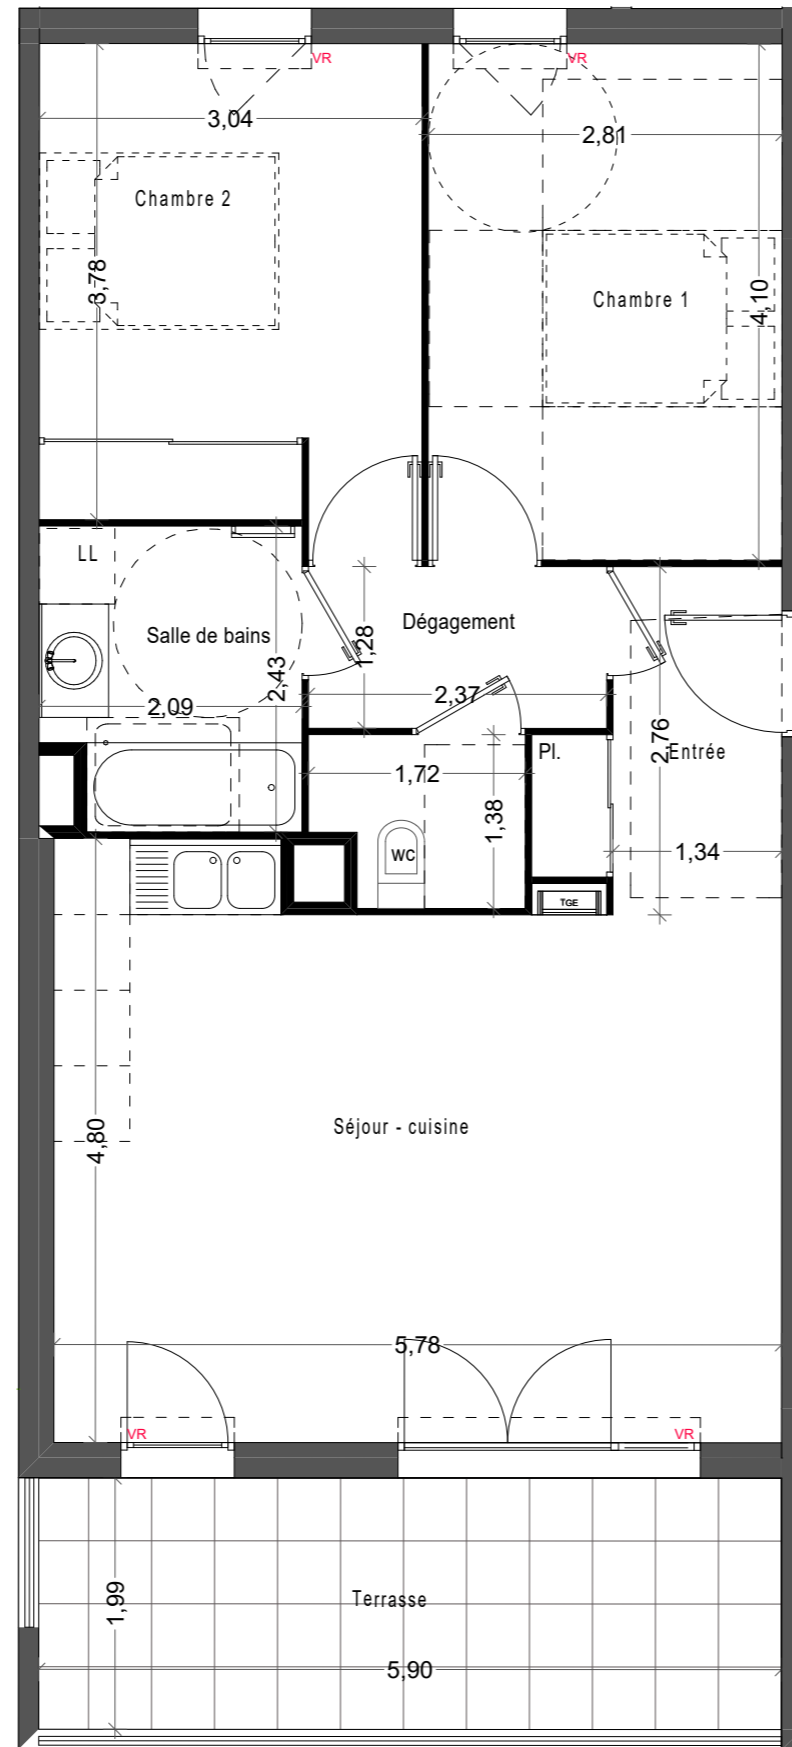 VR
VR
3,04
2,81
Chambre 2
3,78
Chambre 1
4,10
LL
Salle de bains
Dégagement
1,28
2,43
2,37
2,09
2,76
Pl.
Entrée
1,72
1,38
1,34
WC
TGE
Séjour - cuisine
4,80
5,78
VR
VR
Terrasse
1,99
5,90